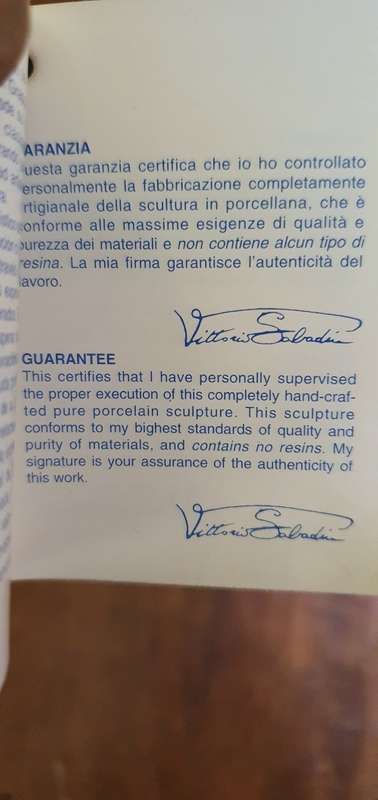 ARANZIA
uesta garanzia certifica che io ho controllato
ersonalmente la fabbricazione completamente
rtigianale della scultura in porcellana, che è
conforme alle massime esigenze di qualità e
purezza dei materiali e non contiene alcun tipo di
resina. La mia firma garantisce l'autenticità del
lavoro.
Vittorio Sabadin
GUARANTEE
This certifies that I have personally supervised
the proper execution of this completely hand-craf-
ted pure porcelain sculpture. This sculpture
conforms to my highest standards of quality and
purity of materials, and contains no resins. My
signature is your assurance of the authenticity of
this work.
Vittorio Sabadin